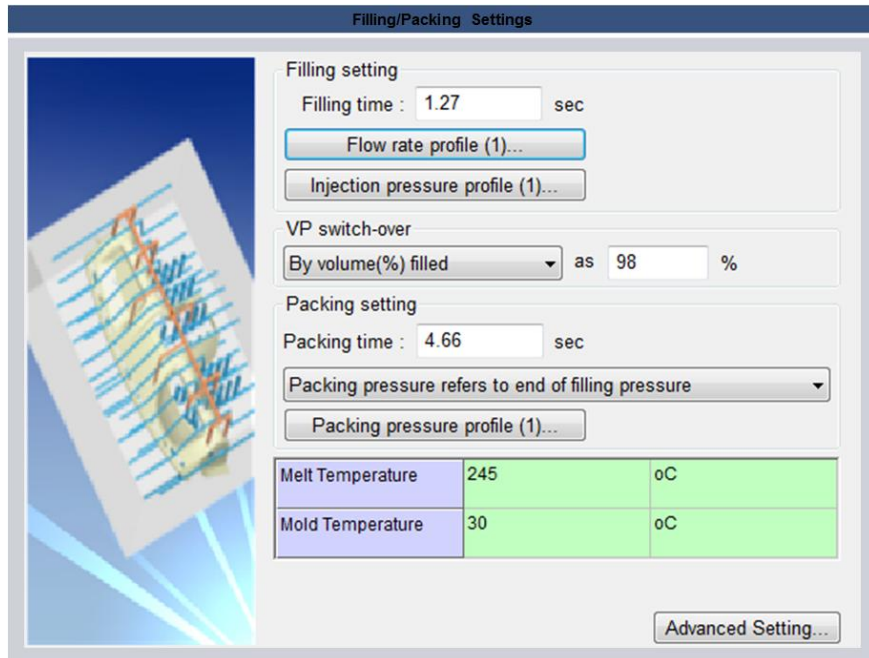 Filling/Packing Settings
Filling setting
Filling time : 1.27 sec
Flow rate profile (1)...
Injection pressure profile (1)...
VP switch-over
By volume(%) filled as 98 %
Packing setting
Packing time : 4.66 sec
Packing pressure refers to end of filling pressure
Packing pressure profile (1)...
Melt Temperature 245 oC
Mold Temperature 30 oC
Advanced Setting...